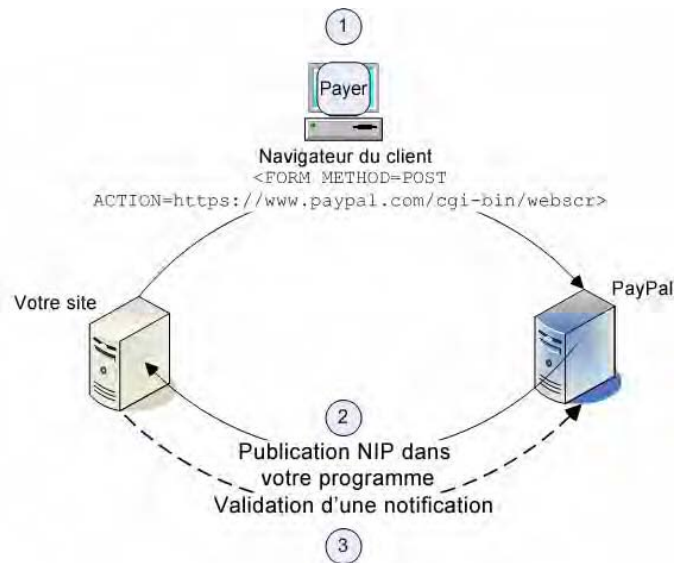 1
Payer
Navigateur du client
<FORM METHOD=POST
ACTION=https://www.paypal.com/cgi-bin/webscr>
Votre site
PayPal
2
Publication NIP dans
votre programme
Validation d'une notification
3